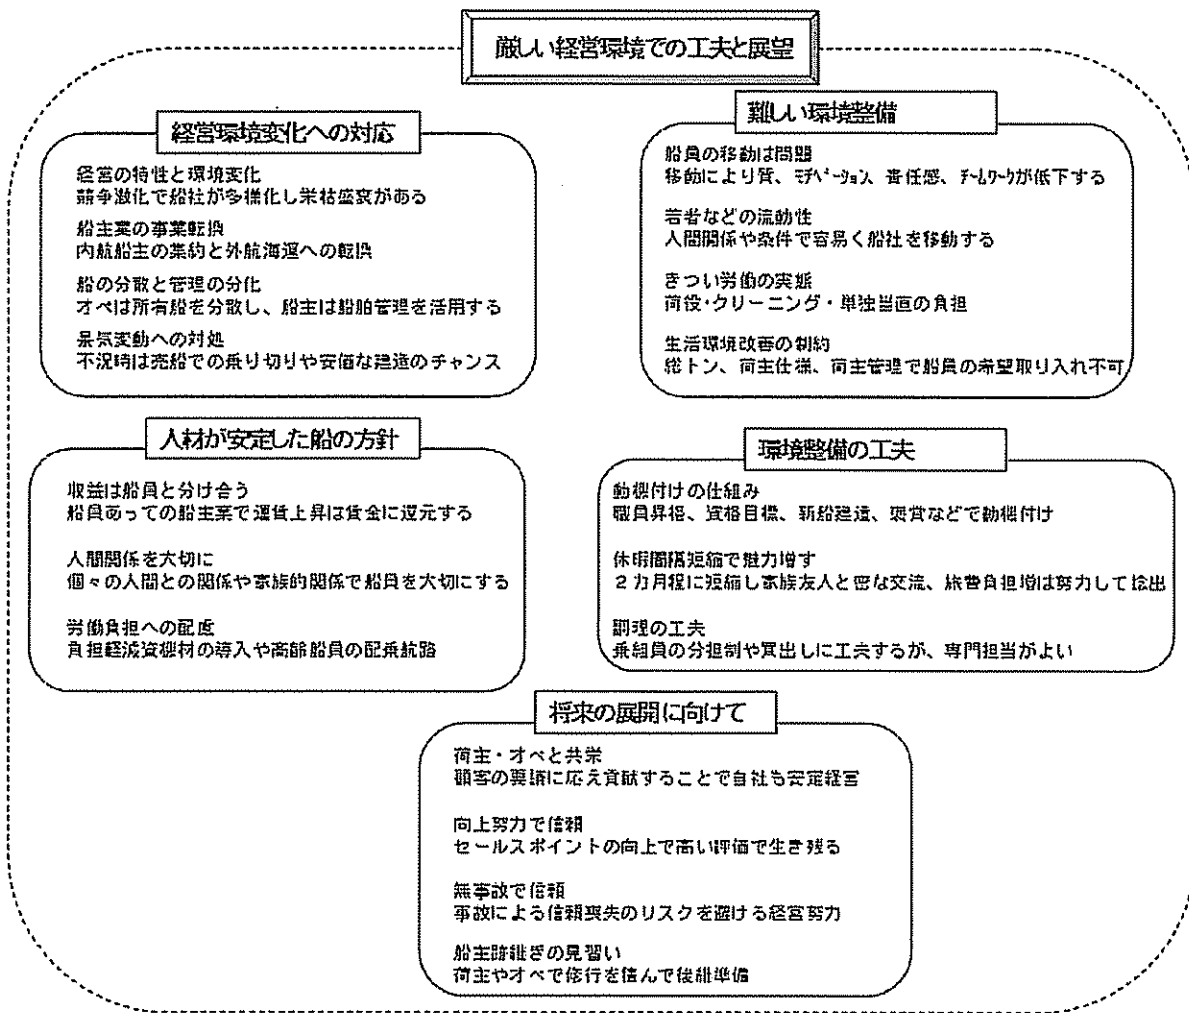 厳しい経営環境での工夫と展望
経営環境変化への対応
経営の特性と環境変化
競争激化で船社が多様化し栄枯盛衰がある
船主業の事業転換
内航船主の集約と外航海運への転換
船の分散と管理の分化
オペは所有船を分散し、船主は船舶管理を活用する
景気変動への対処
不況時は売船での乗り切りや安価な建造のチャンス
難しい環境整備
船員の移動は問題
移動により質、モチベーション、責任感、チームワークが低下する
若者などの流動性
人間関係や条件で容易く船社を移動する
きつい労働の実態
荷役・クリーニング・単独当直の負担
生活環境改善の制約
総トン、荷主仕様、荷主管理で船員の希望取り入れ不可
人材が安定した船の方針
収益は船員と分け合う
船員あっての船主業で運賃上昇は賃金に還元する
人間関係を大切に
個々の人間との関係や家族的関係で船員を大切にする
労働負担への配慮
負担軽減資機材の導入や高齢船員の配乗航路
環境整備の工夫
動機付けの仕組み
職員昇格、資格目標、新船建造、褒賞などで動機付け
休暇間隔短縮で魅力増す
2カ月程に短縮し家族友人と密な交流、旅費負担増は努力して捻出
調理の工夫
乗組員の分担制や買出しに工夫するが、専門担当がよい
将来の展開に向けて
荷主・オペと共栄
顧客の要請に応え貢献することで自社も安定経営
向上努力で信頼
セールスポイントの向上で高い評価で生き残る
無事故で信頼
事故による信頼喪失のリスクを避ける経営努力
船主跡継ぎの見習い
荷主やオペで修行を積んで後継準備